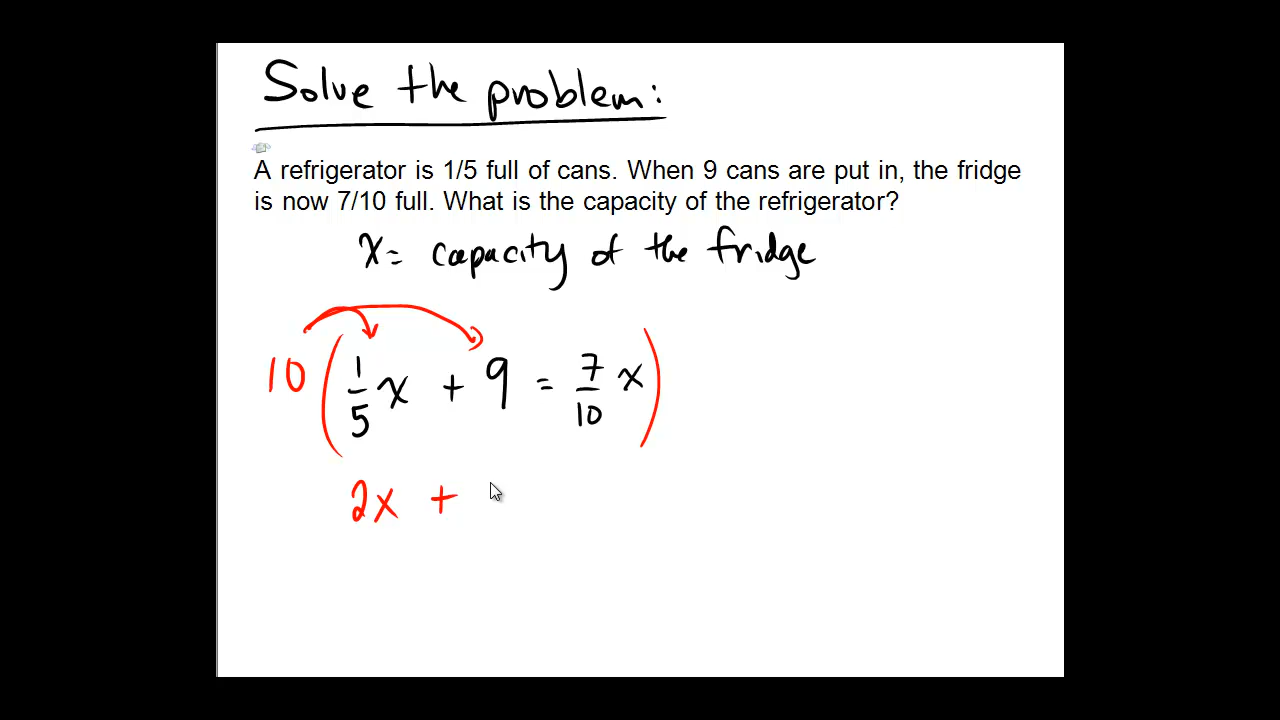 Solve the problem:
A refrigerator is 1/5 full of cans. When 9 cans are put in, the fridge
is now 7/10 full. What is the capacity of the refrigerator?
x = capacity of the fridge
10 ( 1/5 x + 9 = 7/10 x )
2x +